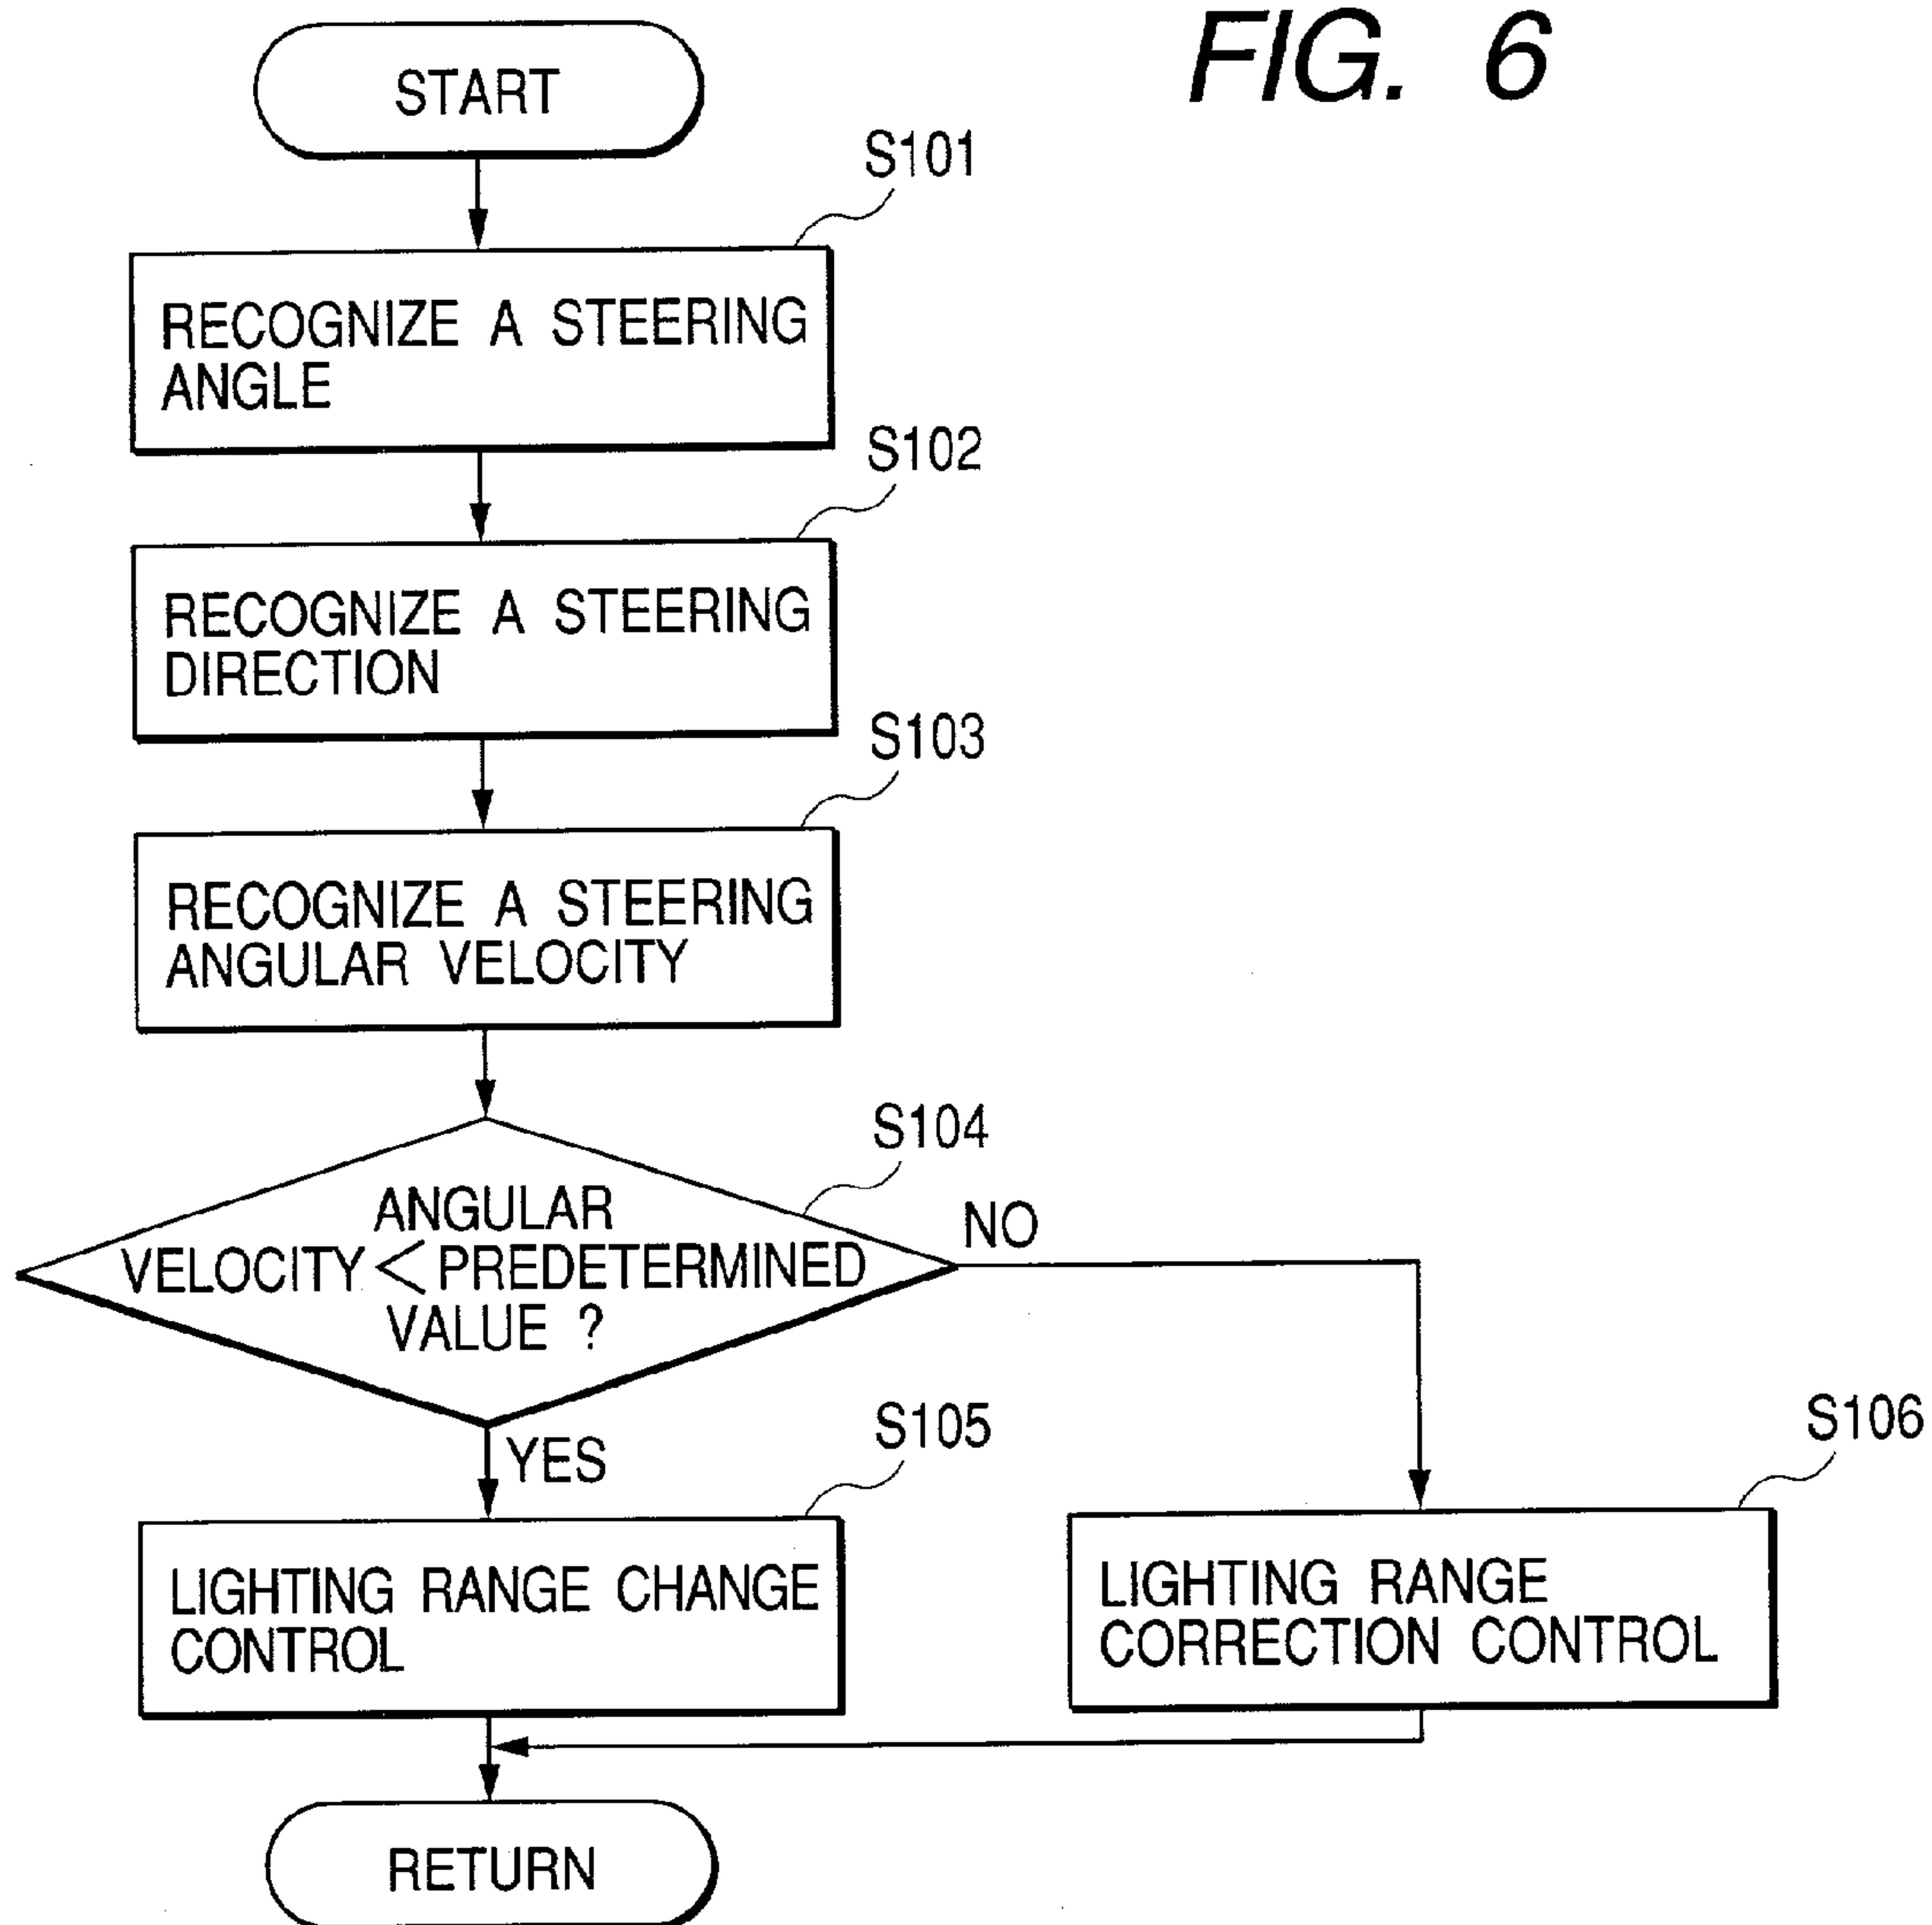 FIG. 6
START
S101
RECOGNIZE A STEERING
ANGLE
S102
RECOGNIZE A STEERING
DIRECTION
S103
RECOGNIZE A STEERING
ANGULAR VELOCITY
S104
ANGULAR
VELOCITY < PREDETERMINED
VALUE ?
NO
YES
S105
LIGHTING RANGE CHANGE
CONTROL
S106
LIGHTING RANGE
CORRECTION CONTROL
RETURN